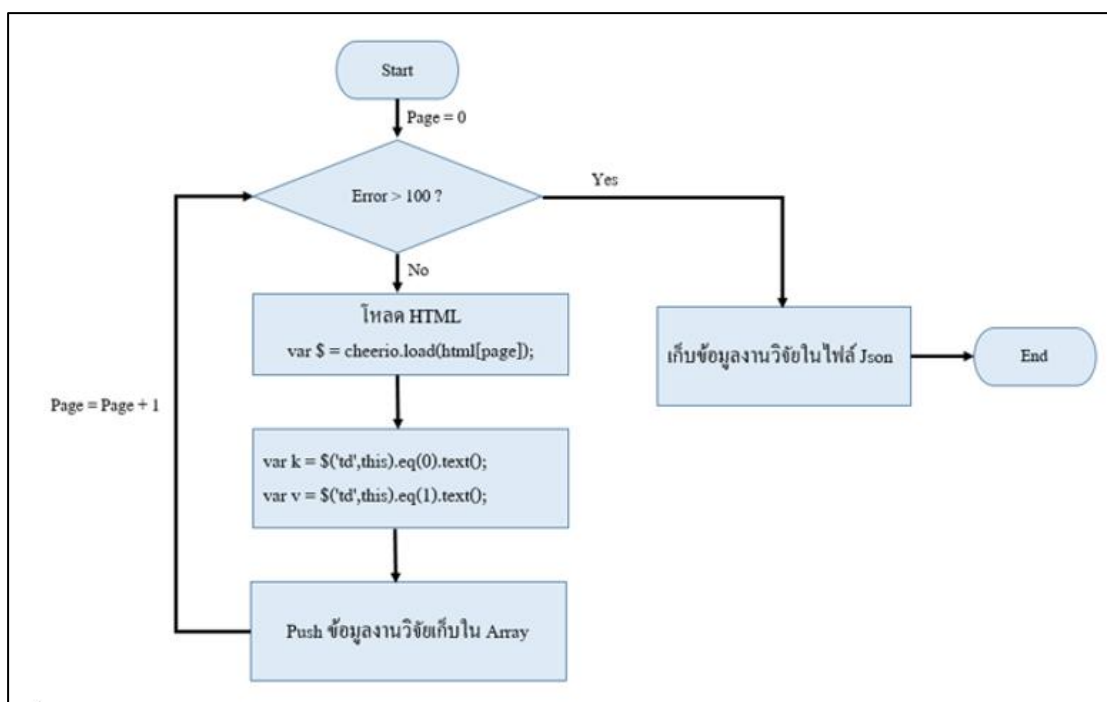 Start
Page = 0
Error > 100 ?
Yes
No
โหลด HTML
var $ = cheerio.load(html[page]);
เก็บข้อมูลงานวิจัยในไฟล์ Json
End
Page = Page + 1
var k = $('td',this).eq(0).text();
var v = $('td',this).eq(1).text();
Push ข้อมูลงานวิจัยเก็บใน Array